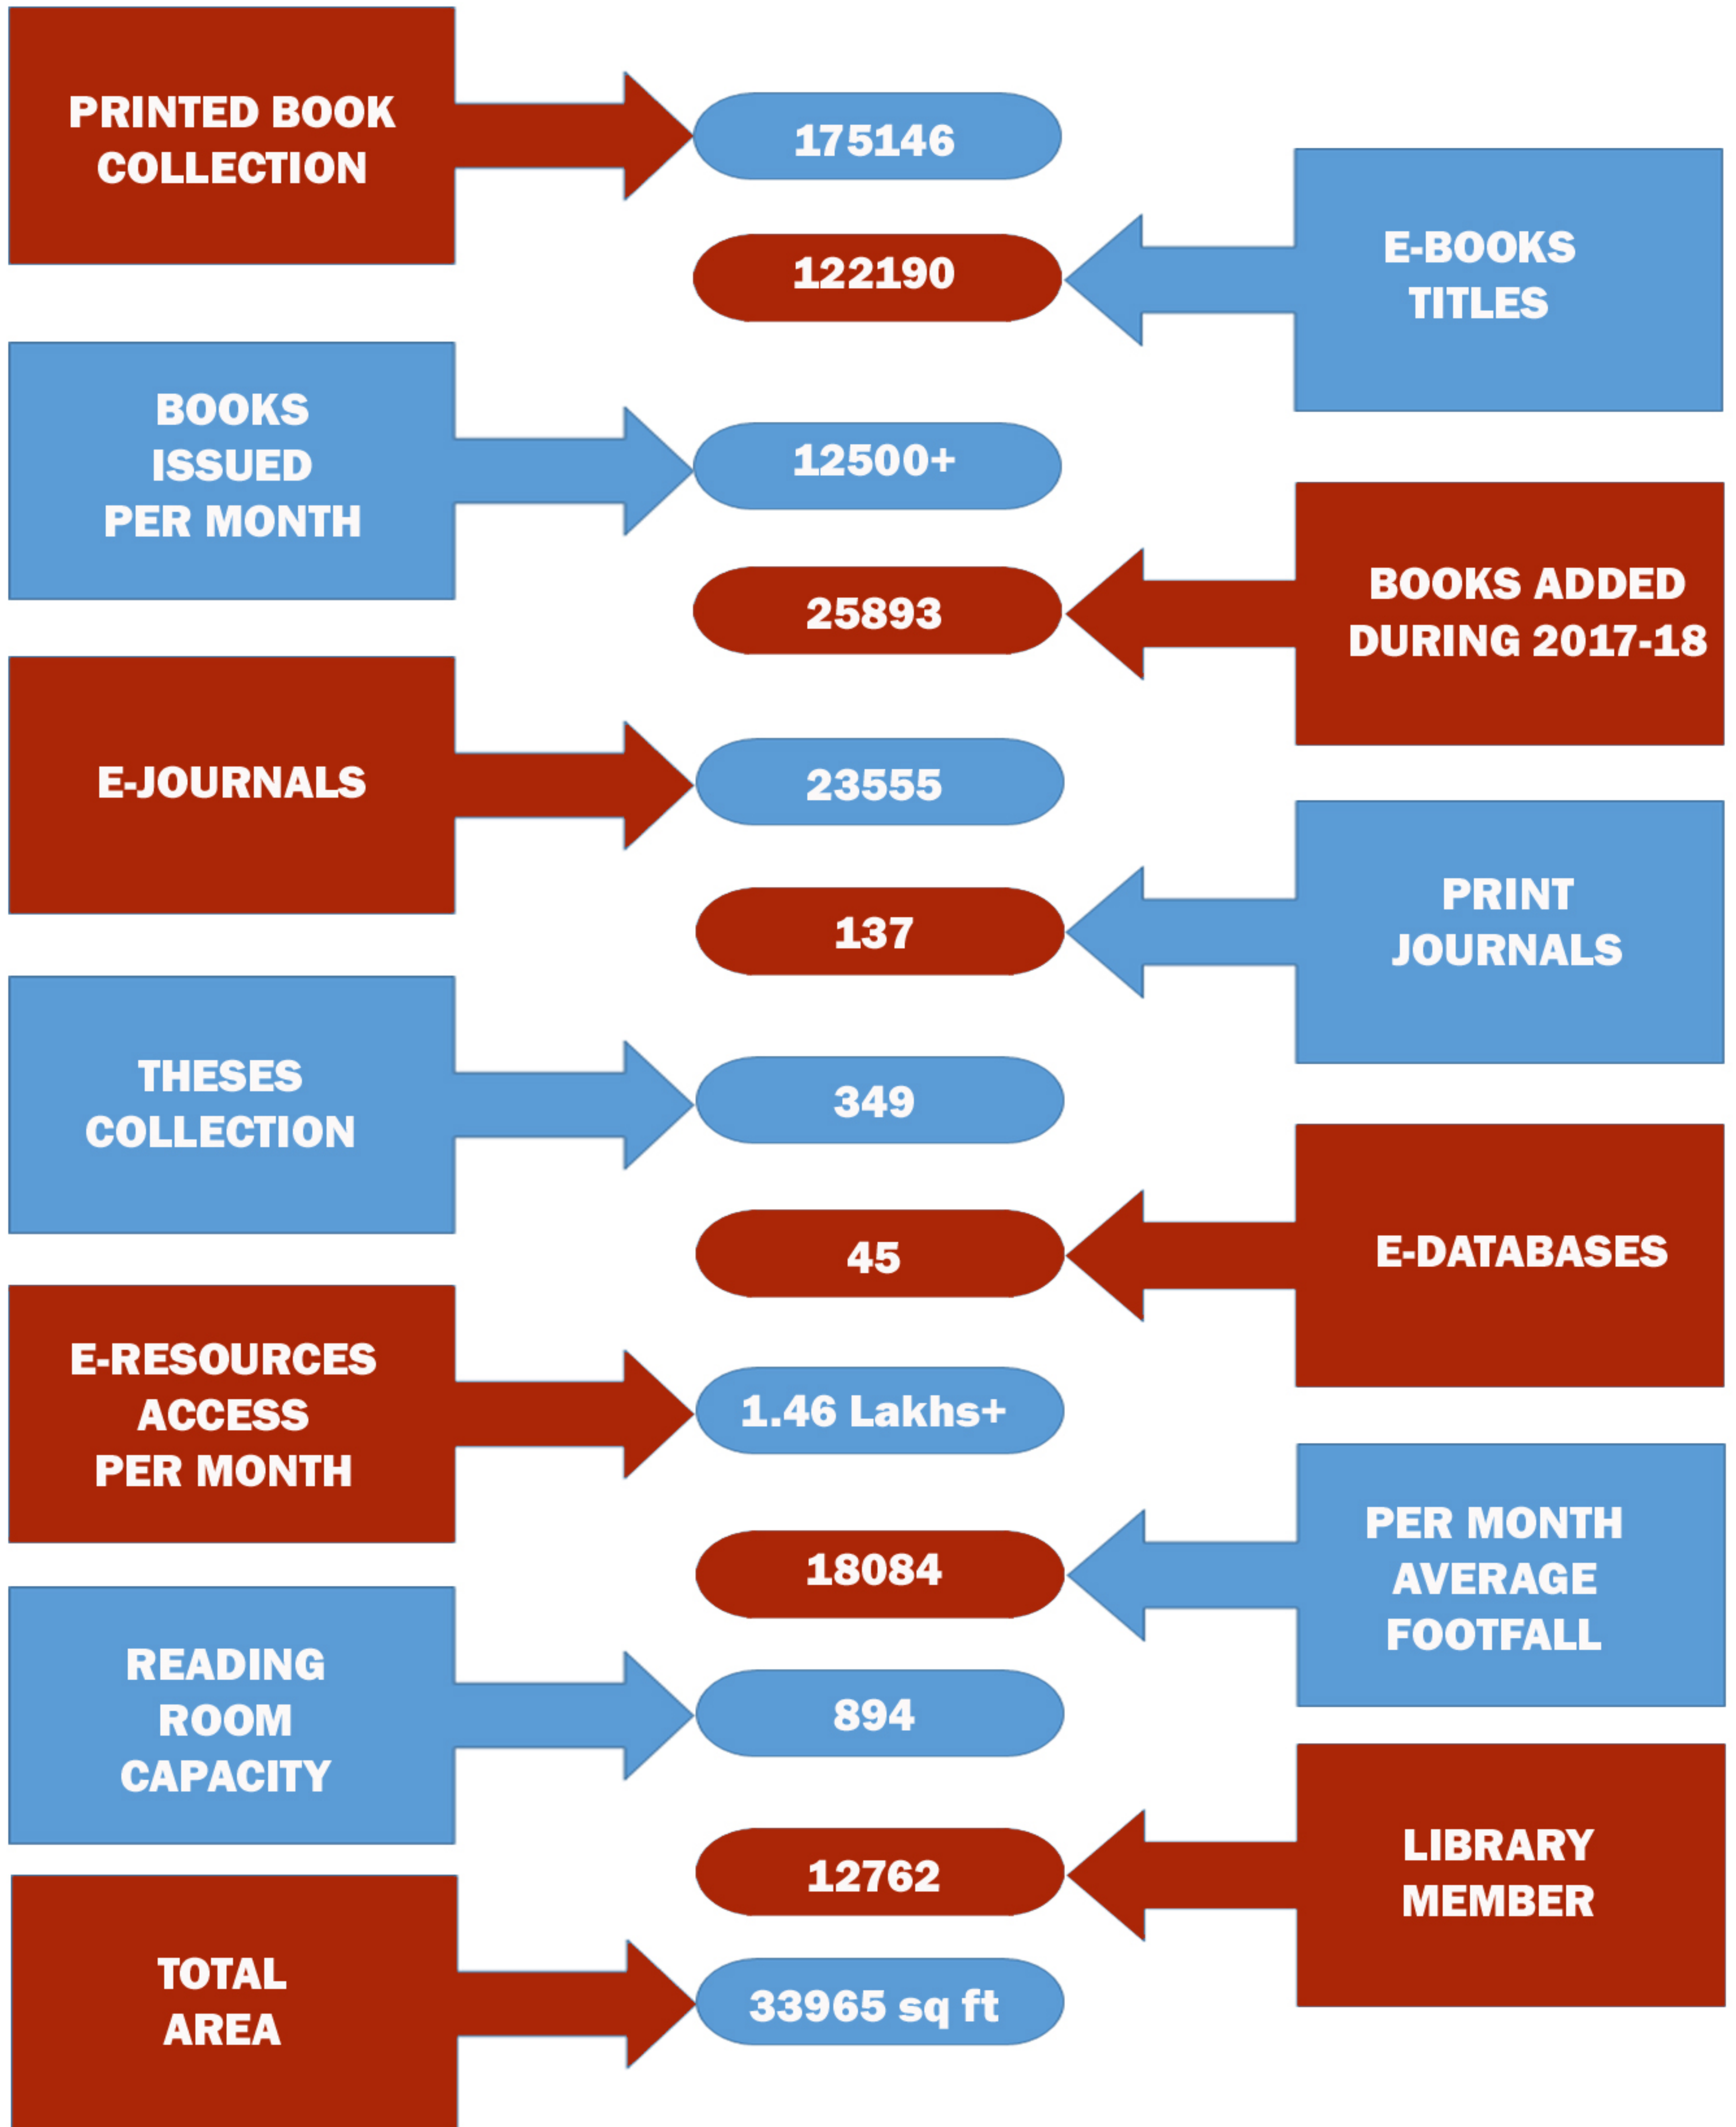 PRINTED BOOK
COLLECTION
175146
E-BOOKS
TITLES
122190
BOOKS
ISSUED
PER MONTH
12500+
BOOKS ADDED
DURING 2017-18
25893
E-JOURNALS
23555
PRINT
JOURNALS
137
THESES
COLLECTION
349
E-DATABASES
45
E-RESOURCES
ACCESS
PER MONTH
1.46 Lakhs+
PER MONTH
AVERAGE
FOOTFALL
18084
READING
ROOM
CAPACITY
894
LIBRARY
MEMBER
12762
TOTAL
AREA
33965 sq ft